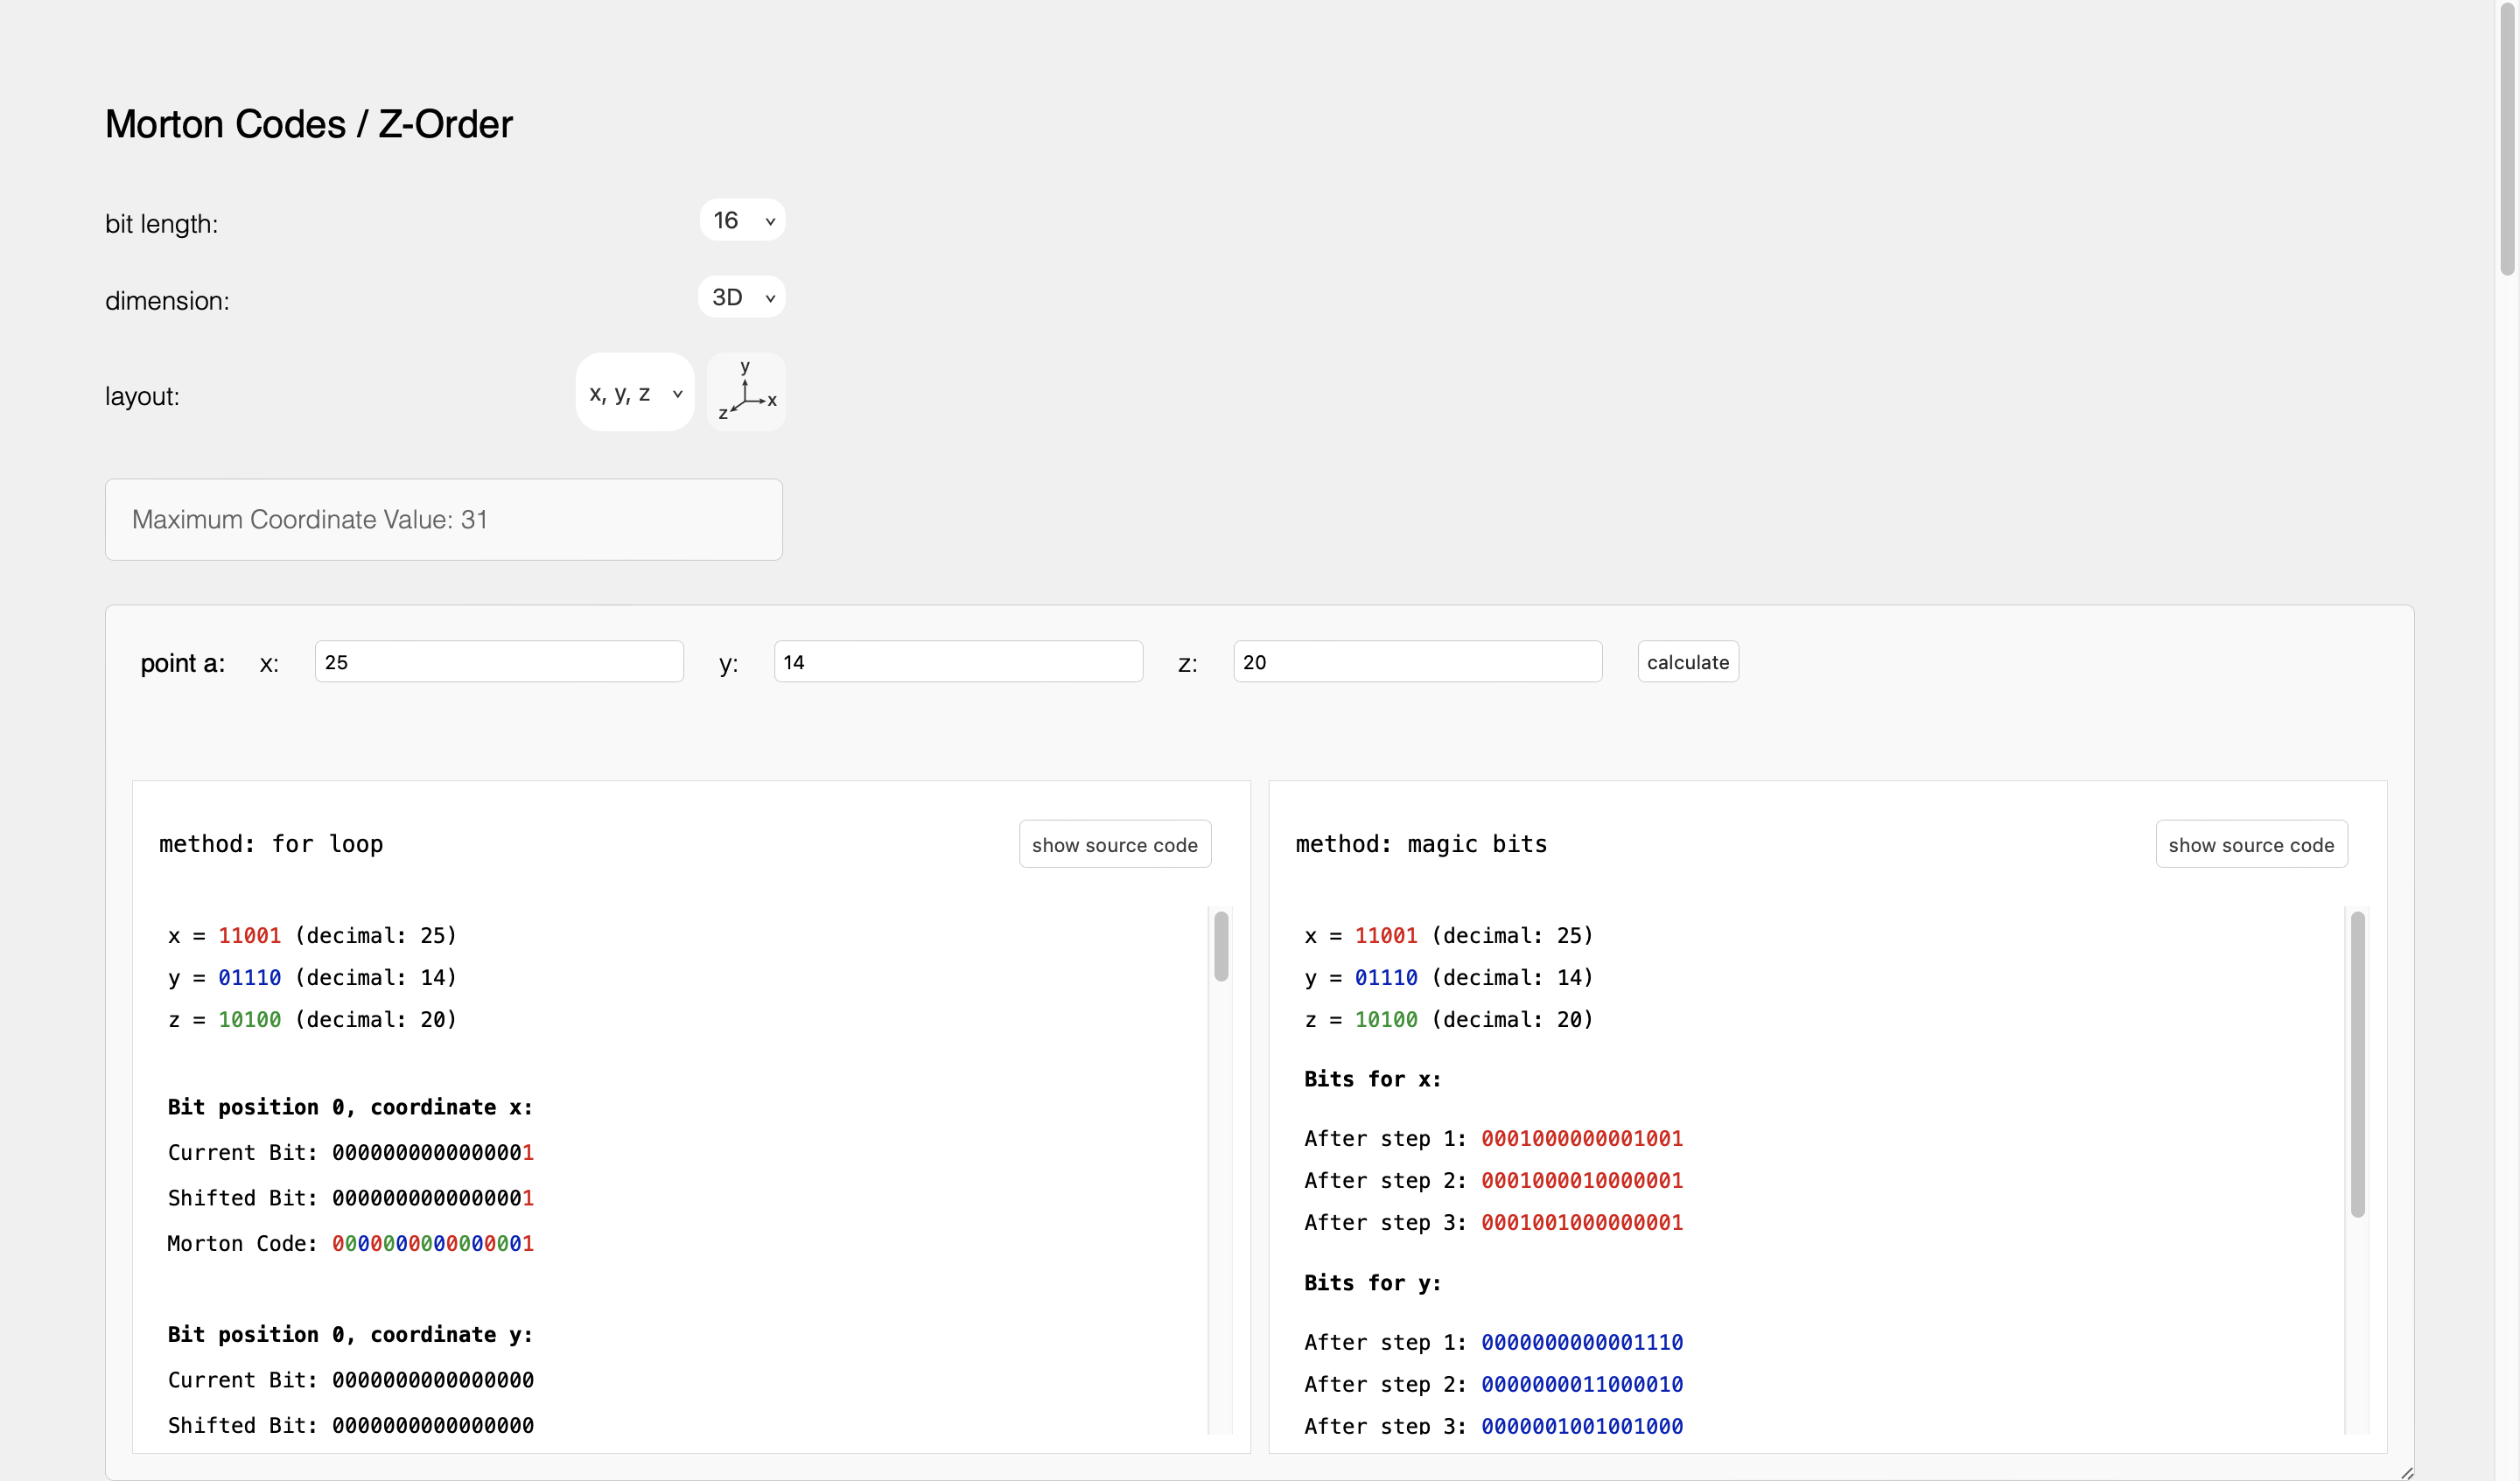 Morton Codes / Z-Order
bit length:
16
dimension:
3D
layout:
x, y, z
y
x
z
Maximum Coordinate Value: 31
point a: x: 25 y: 14 z: 20 calculate
method: for loop
show source code
x = 11001 (decimal: 25)
y = 01110 (decimal: 14)
z = 10100 (decimal: 20)
Bit position 0, coordinate x:
Current Bit: 0000000000000001
Shifted Bit: 0000000000000001
Morton Code: 0000000000000001
Bit position 0, coordinate y:
Current Bit: 0000000000000000
Shifted Bit: 0000000000000000
method: magic bits
show source code
x = 11001 (decimal: 25)
y = 01110 (decimal: 14)
z = 10100 (decimal: 20)
Bits for x:
After step 1: 0001000000001001
After step 2: 0001000010000001
After step 3: 0001001000000001
Bits for y:
After step 1: 0000000000001110
After step 2: 0000000011000010
After step 3: 0000001001001000